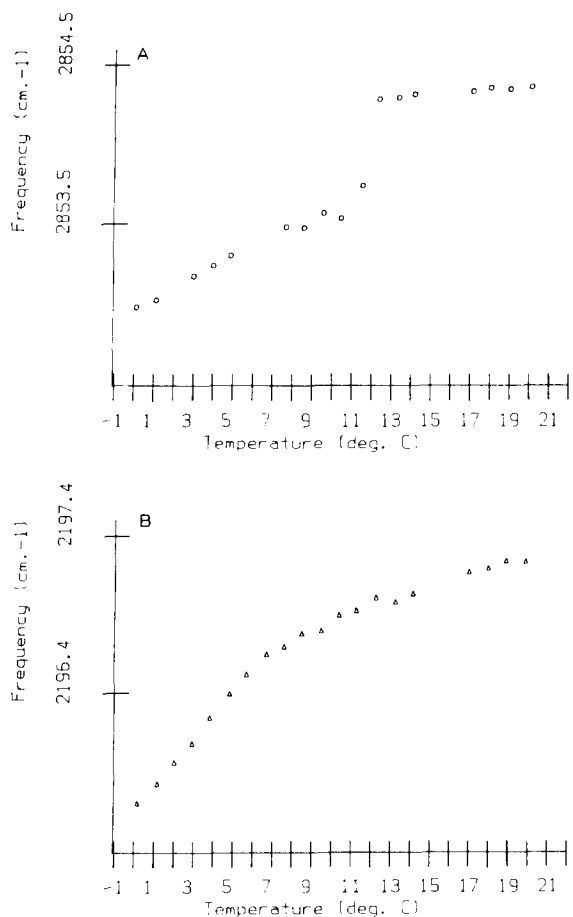 A
2854.5
2853.5
Frequency (cm.-1)
-1 1 3 5 7 9 11 13 15 17 19 21
Temperature (deg. C)
B
2197.4
2196.4
Frequency (cm.-1)
-1 1 3 5 7 9 11 13 15 17 19 21
Temperature (deg. C)